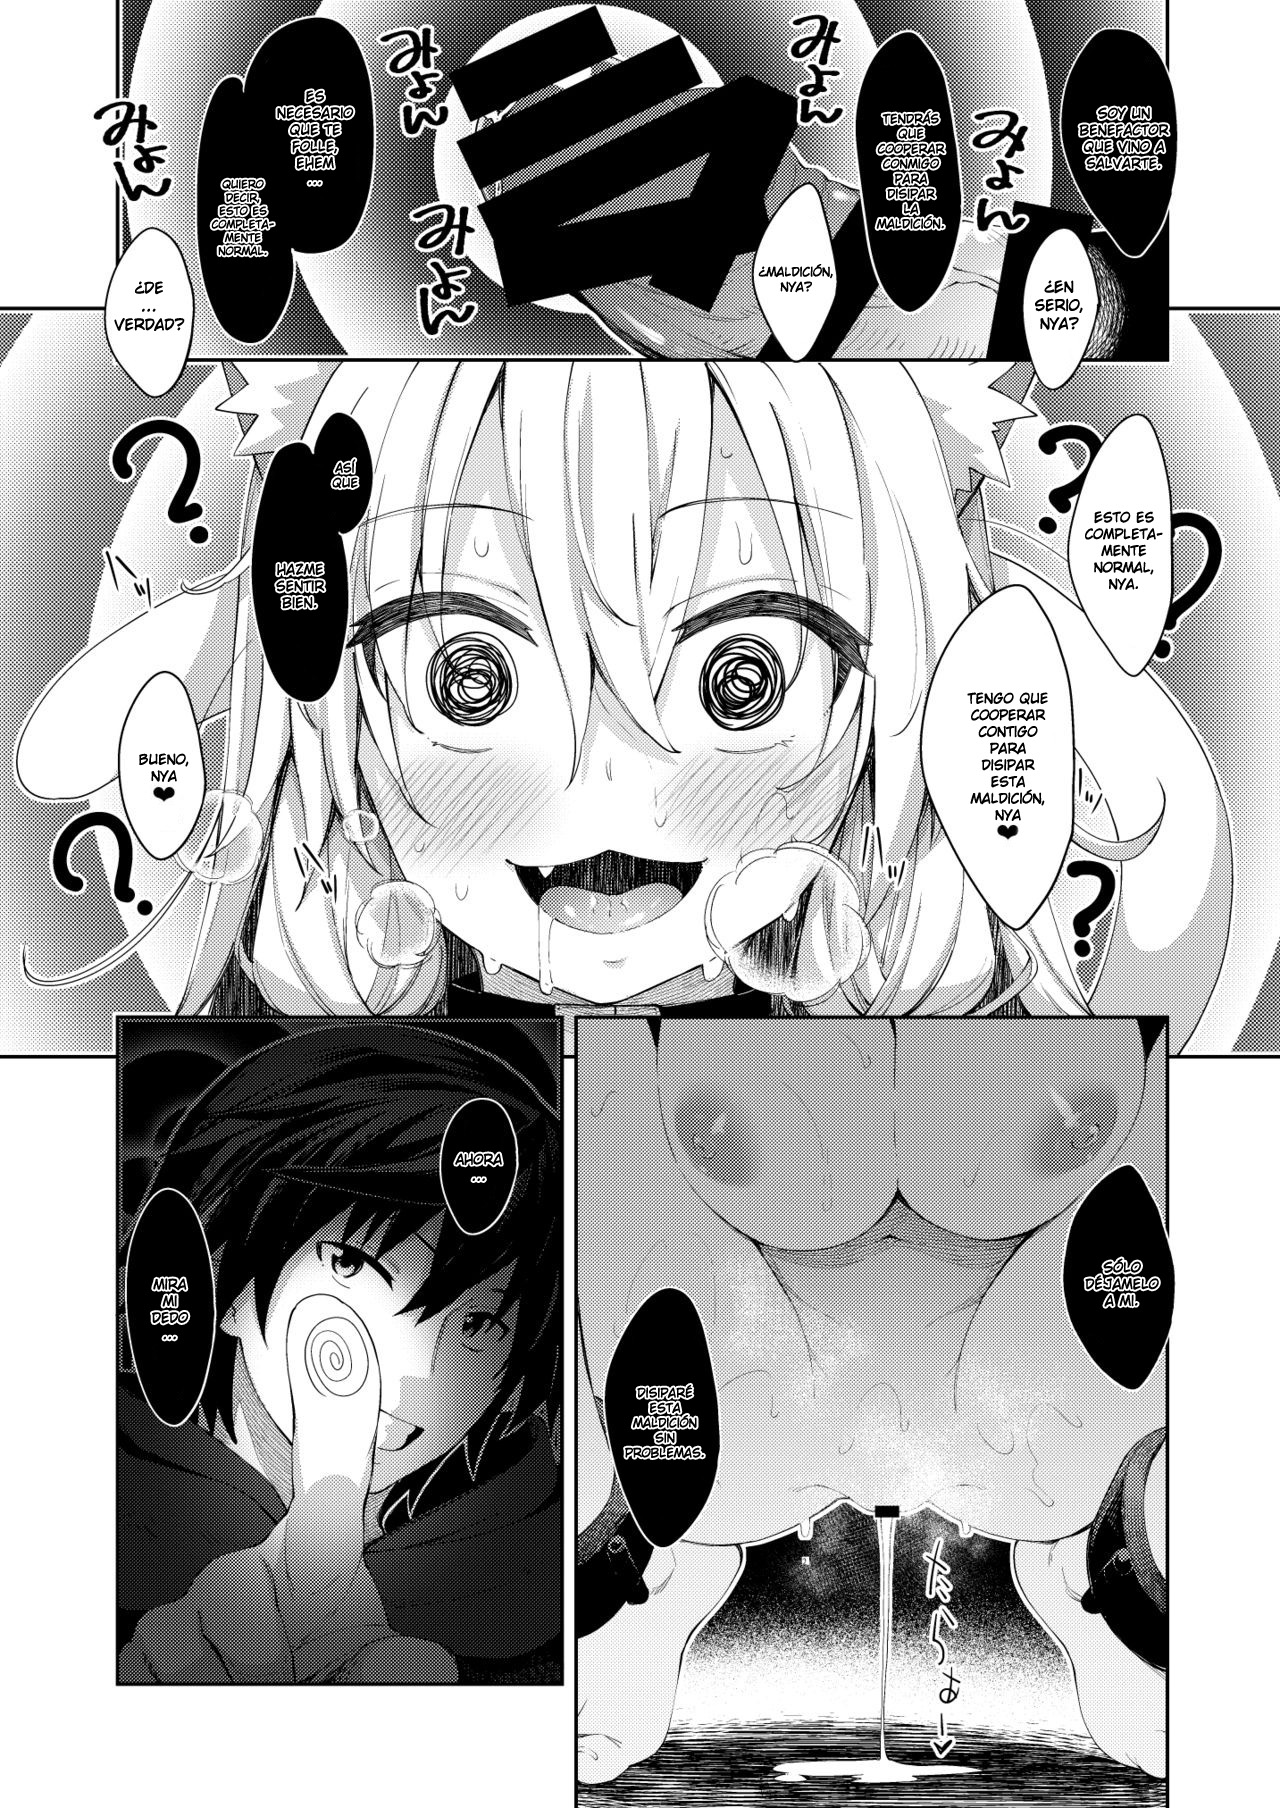 SOY UN
BENEFACTOR
QUE VINO A
SALVARTE.
¿EN
SERIO,
NYA?
TENDRÁS
QUE
COOPERAR
CONMIGO
PARA
DISIPAR
LA
MALDICIÓN.
¿MALDICIÓN,
NYA?
ES
NECESARIO
QUE TE
FOLLE,
EHEM
...
QUIERO
DECIR,
ESTO ES
COMPLETA-
MENTE
NORMAL.
¿DE
...
VERDAD?
みょん
みょん
みょん
みょん
みょん
ESTO ES
COMPLETA-
MENTE
NORMAL,
NYA.
TENGO QUE
COOPERAR
CONTIGO
PARA
DISIPAR
ESTA
MALDICIÓN,
NYA
♥
ASÍ
QUE
HAZME
SENTIR
BIEN.
BUENO,
NYA
♥
?
?
?
?
?
SÓLO
DÉJAMELO
A MI.
DISIPARÉ
ESTA
MALDICIÓN
SIN
PROBLEMAS.
AHORA
...
MIRA
MI
DEDO
...